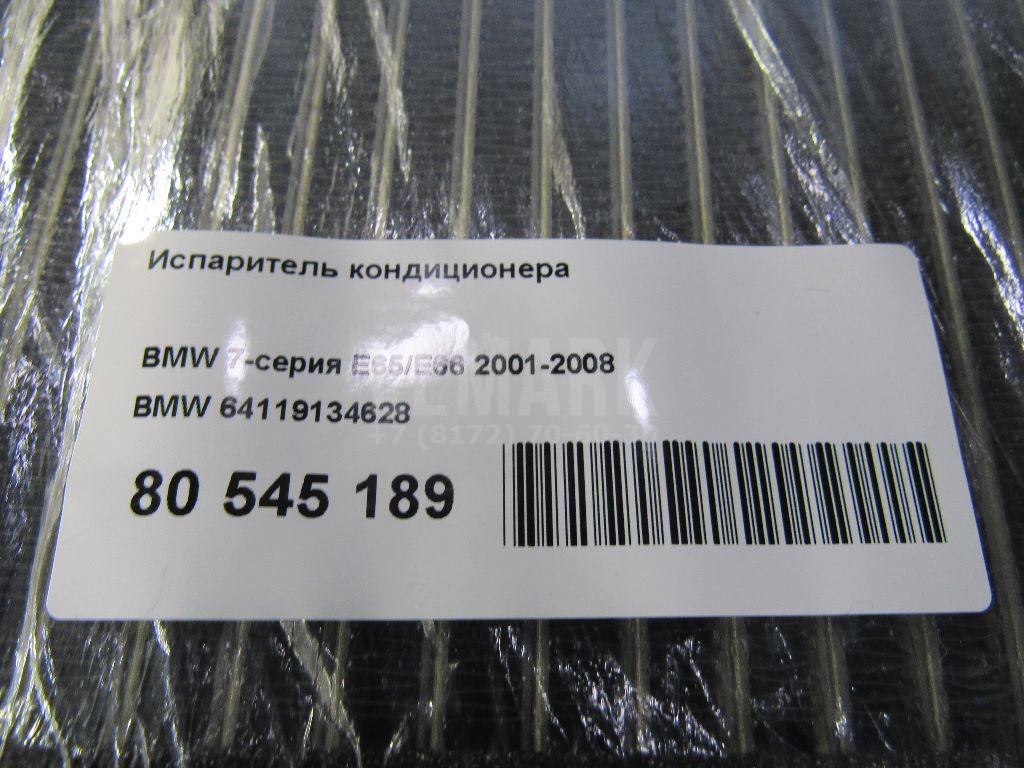 Испаритель кондиционера
BMW 7-серия E65/E66 2001-2008
BMW 64119134628
80 545 189